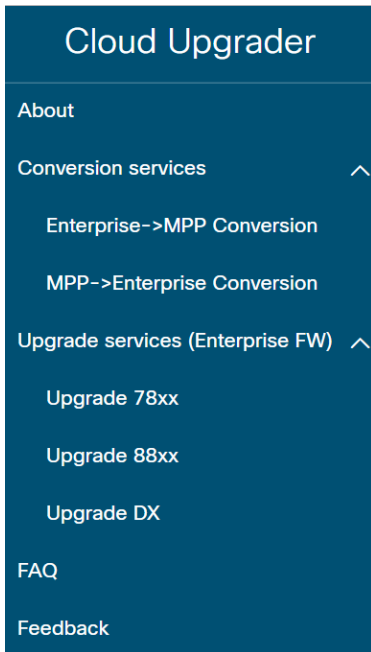 Cloud Upgrader
About
Conversion services
Enterprise->MPP Conversion
MPP->Enterprise Conversion
Upgrade services (Enterprise FW)
Upgrade 78xx
Upgrade 88xx
Upgrade DX
FAQ
Feedback